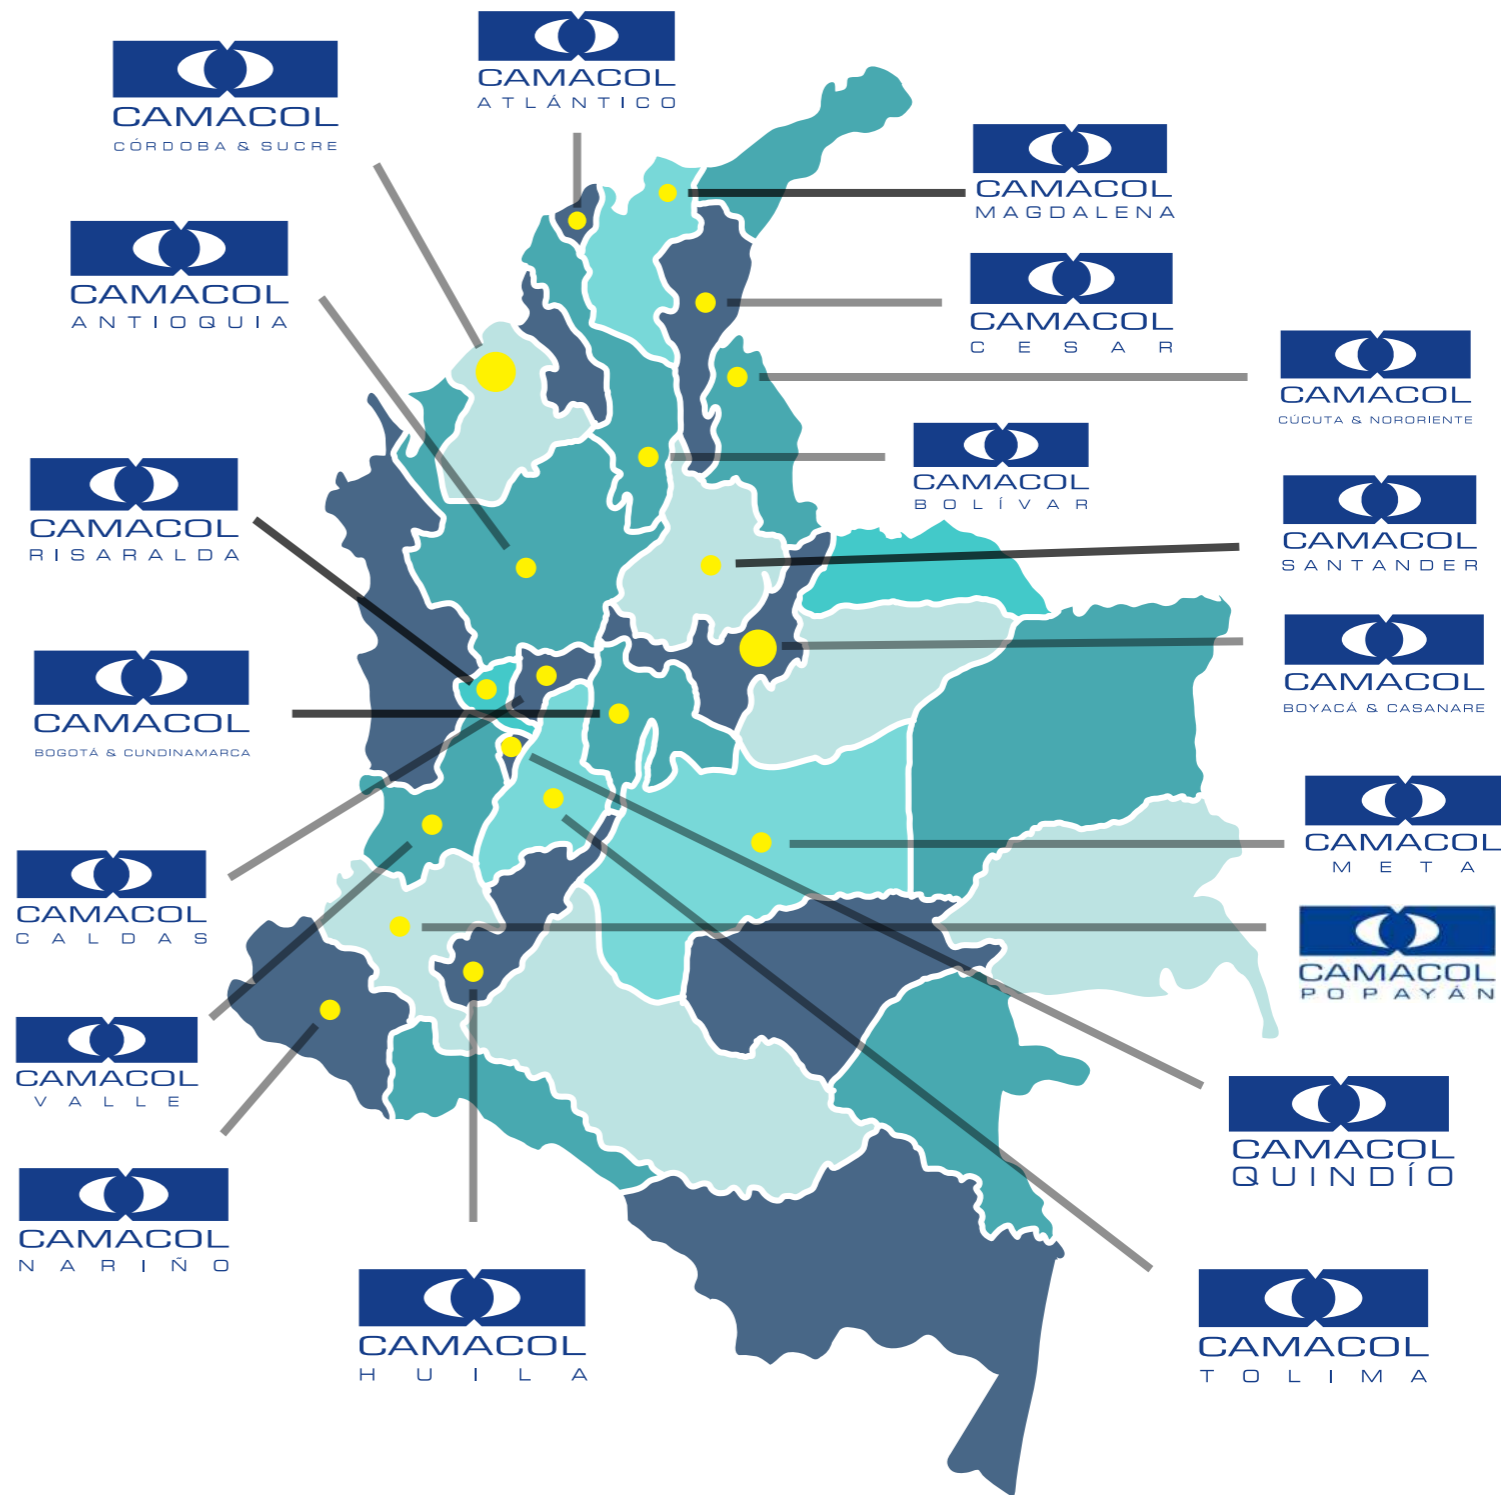 CAMACOL
ATLÁNTICO
CAMACOL
CÓRDOBA & SUCRE
CAMACOL
MAGDALENA
CAMACOL
ANTIOQUIA
CAMACOL
CESAR
CAMACOL
CÚCUTA & NORORIENTE
CAMACOL
BOLÍVAR
CAMACOL
RISARALDA
CAMACOL
SANTANDER
CAMACOL
BOGOTÁ & CUNDINAMARCA
CAMACOL
BOYACÁ & CASANARE
CAMACOL
META
CAMACOL
CALDAS
CAMACOL
POPAYÁN
CAMACOL
VALLE
CAMACOL
QUINDÍO
CAMACOL
NARIÑO
CAMACOL
HUILA
CAMACOL
TOLIMA